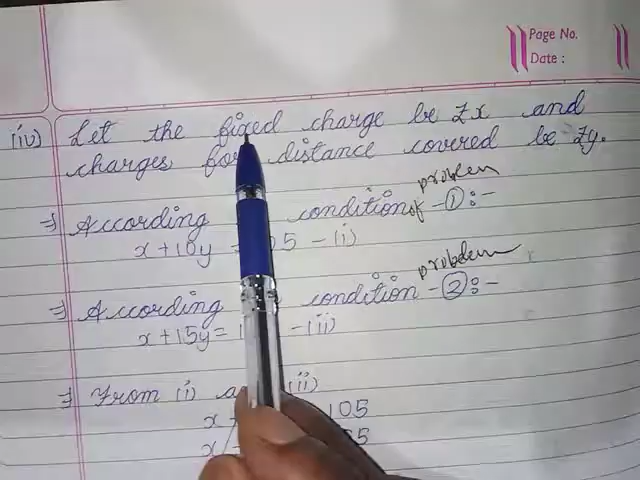 Page No.
Date :
(iv) Let the fixed charge be ₹x and
charges for distance covered be ₹y.
problem
⇒ According condition of -①:-
x+10y = 05 -(i)
problem
⇒ According condition -②:-
x+15y= -(ii)
⇒ From (i) (ii)
x 105
x 5